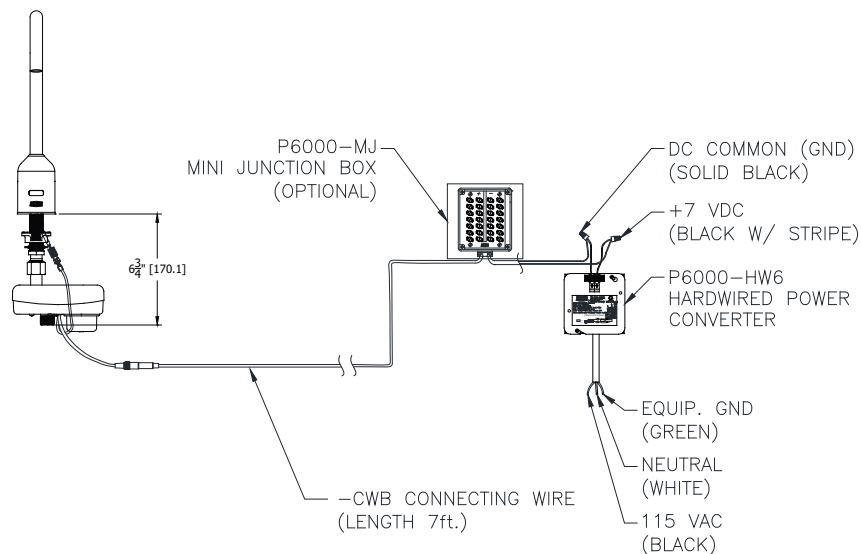 P6000-MJ
MINI JUNCTION BOX
(OPTIONAL)
DC COMMON (GND)
(SOLID BLACK)
+7 VDC
(BLACK W/ STRIPE)
P6000-HW6
HARDWIRED POWER
CONVERTER
6 3/4" [170.1]
EQUIP. GND
(GREEN)
NEUTRAL
(WHITE)
115 VAC
(BLACK)
-CWB CONNECTING WIRE
(LENGTH 7ft.)